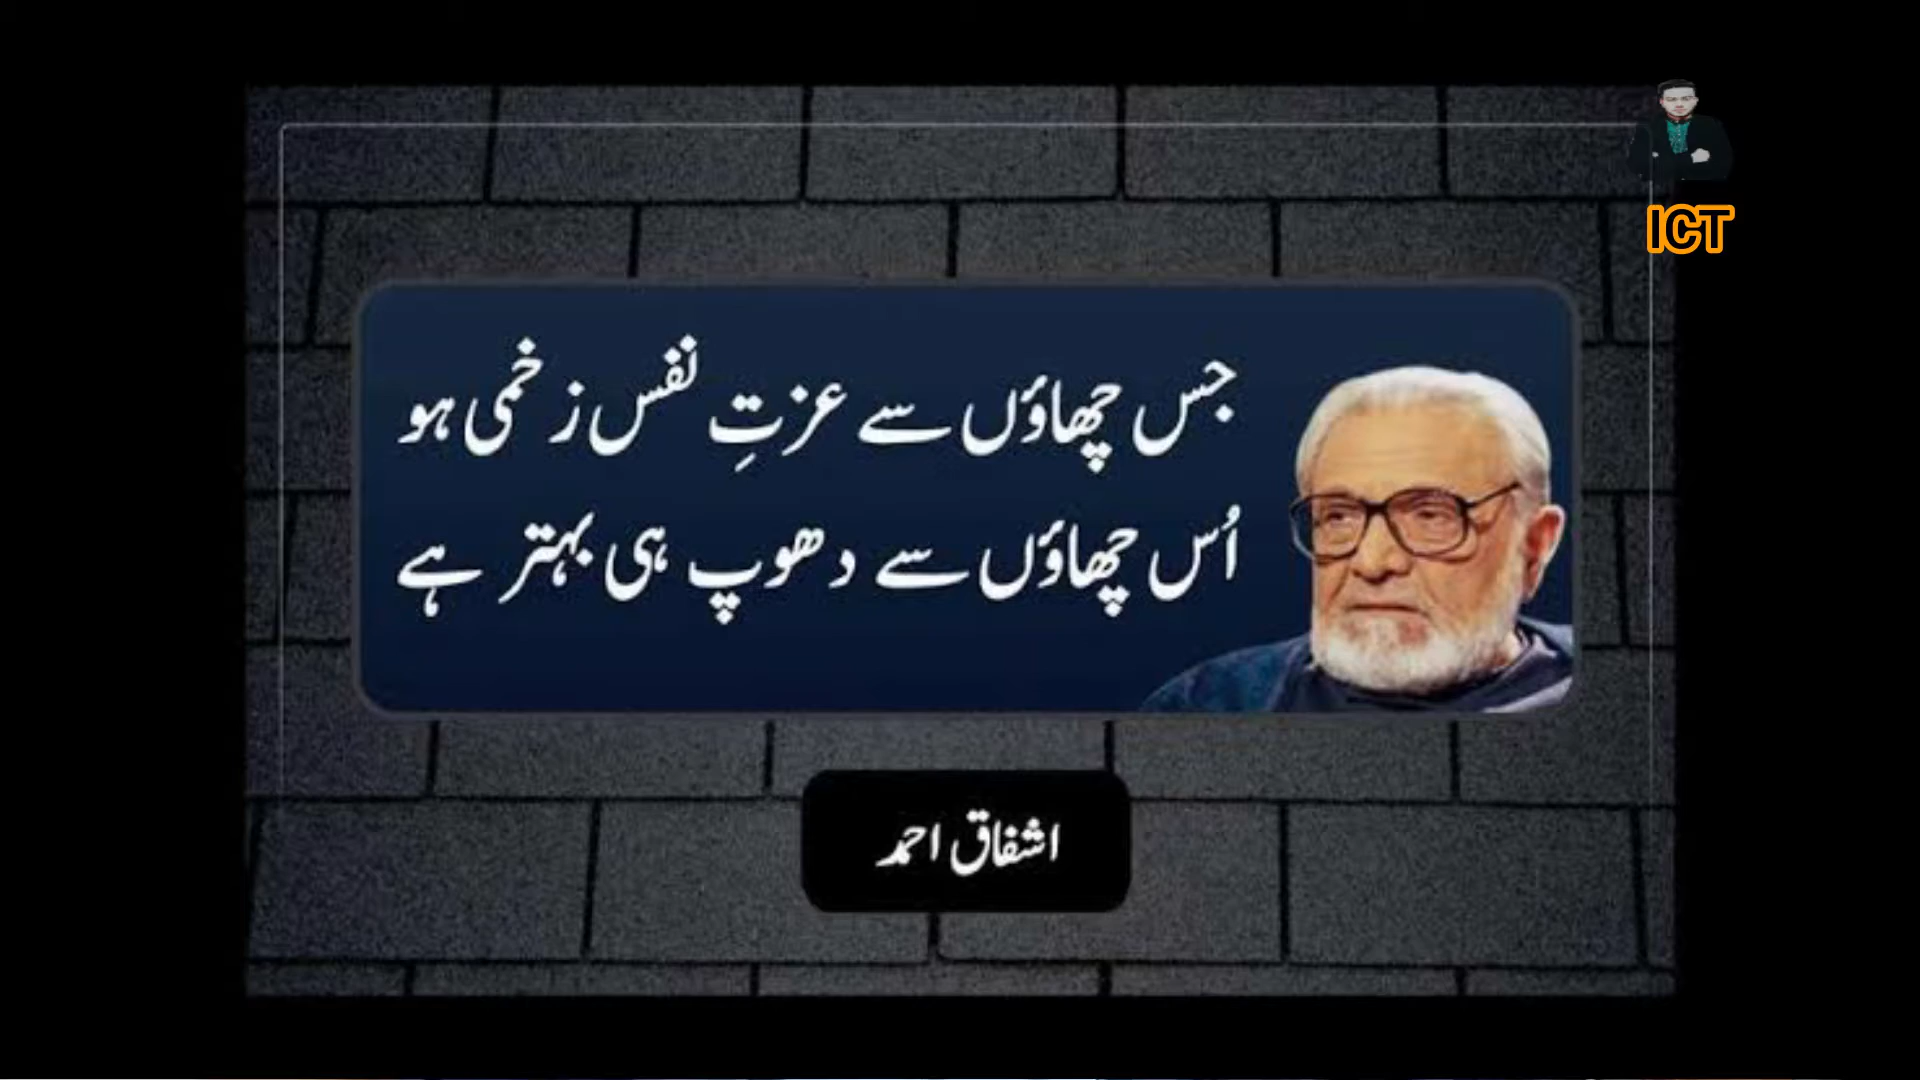 ICT
جس چھاؤں سے عزتِ نفس زخمی ہو
اُس چھاؤں سے دھوپ ہی بہتر ہے
اشفاق احمد